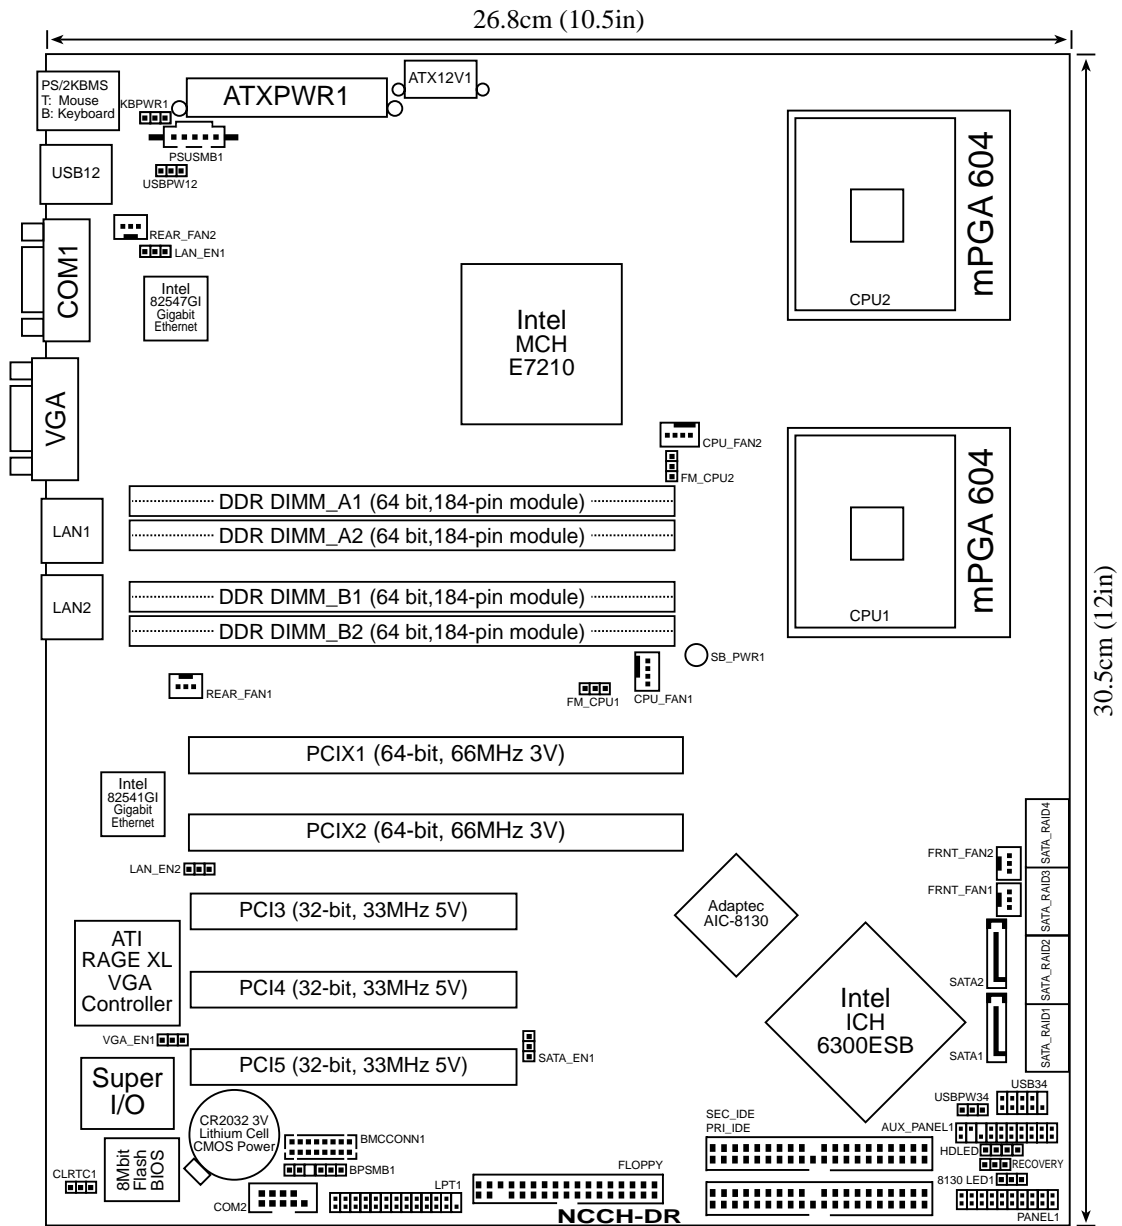 26.8cm (10.5in)
PS/2KBMS
T: Mouse
B: Keyboard
KBPWR1
ATXPWR1
ATX12V1
PSUSMB1
USB12
USBPW12
REAR_FAN2
LAN_EN1
COM1
Intel
82547GI
Gigabit
Ethernet
CPU2
mPGA 604
Intel
MCH
E7210
VGA
CPU_FAN2
FM_CPU2
CPU1
mPGA 604
LAN1
DDR DIMM_A1 (64 bit,184-pin module)
DDR DIMM_A2 (64 bit,184-pin module)
LAN2
DDR DIMM_B1 (64 bit,184-pin module)
DDR DIMM_B2 (64 bit,184-pin module)
30.5cm (12in)
SB_PWR1
REAR_FAN1
FM_CPU1
CPU_FAN1
PCIX1 (64-bit, 66MHz 3V)
Intel
82541GI
Gigabit
Ethernet
PCIX2 (64-bit, 66MHz 3V)
LAN_EN2
FRNT_FAN2
SATA_RAID4
FRNT_FAN1
SATA_RAID3
PCI3 (32-bit, 33MHz 5V)
Adaptec
AIC-8130
ATI
RAGE XL
VGA
Controller
SATA2
SATA_RAID2
PCI4 (32-bit, 33MHz 5V)
Intel
ICH
6300ESB
VGA_EN1
SATA_EN1
SATA1
SATA_RAID1
PCI5 (32-bit, 33MHz 5V)
Super
I/O
USB34
USBPW34
CR2032 3V
Lithium Cell
CMOS Power
SEC_IDE
PRI_IDE
AUX_PANEL1
BMCCONN1
HDLED
RECOVERY
BPSMB1
FLOPPY
8130 LED1
CLRTC1
8Mbit
Flash
BIOS
COM2
LPT1
PANEL1
NCCH-DR